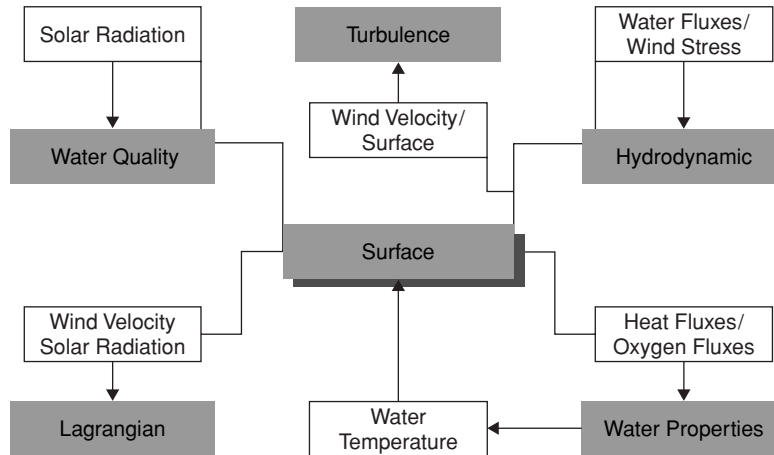 Solar Radiation
Turbulence
Water Fluxes/
Wind Stress
Wind Velocity/
Surface
Water Quality
Hydrodynamic
Surface
Wind Velocity
Solar Radiation
Heat Fluxes/
Oxygen Fluxes
Lagrangian
Water
Temperature
Water Properties